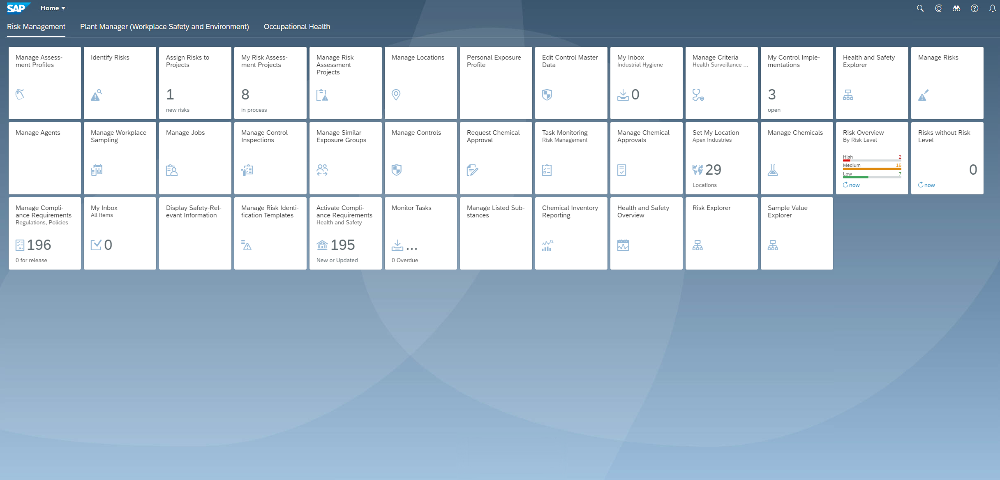 SAP
Home
Risk Management
Plant Manager (Workplace Safety and Environment)
Occupational Health
Manage Assess-
ment Profiles
Identify Risks
Assign Risks to
Projects
1
new risks
My Risk Assess-
ment Projects
8
in process
Manage Risk
Assessment
Projects
Manage Locations
Personal Exposure
Profile
Edit Control Master
Data
My Inbox
Industrial Hygiene
0
Manage Criteria
Health Surveillance ...
My Control Imple-
mentations
3
open
Health and Safety
Explorer
Manage Risks
Manage Agents
Manage Workplace
Sampling
Manage Jobs
Manage Control
Inspections
Manage Similar
Exposure Groups
Manage Controls
Request Chemical
Approval
Task Monitoring
Risk Management
Manage Chemical
Approvals
Set My Location
Apex Industries
29
Locations
Manage Chemicals
Risk Overview
By Risk Level
High 2
Medium 16
Low 7
now
Risks without Risk
Level
0
now
Manage Compli-
ance Requirements
Regulations, Policies
196
0 for release
My Inbox
All Items
0
Display Safety-Rel-
evant Information
Manage Risk Identi-
fication Templates
Activate Compli-
ance Requirements
Health and Safety
195
New or Updated
Monitor Tasks
...
0 Overdue
Manage Listed Sub-
stances
Chemical Inventory
Reporting
Health and Safety
Overview
Risk Explorer
Sample Value
Explorer